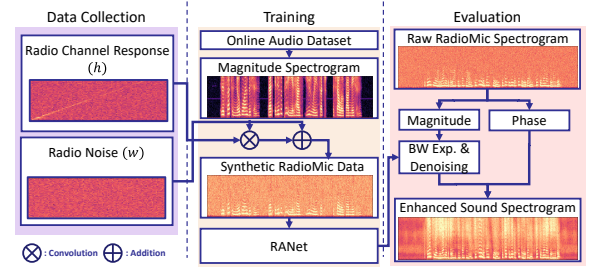 Data Collection
Radio Channel Response
(h)
Radio Noise (w)
⊗ : Convolution ⊕ : Addition
Training
Online Audio Dataset
Magnitude Spectrogram
Synthetic RadioMic Data
RANet
Evaluation
Raw RadioMic Spectrogram
Magnitude
Phase
BW Exp. &
Denoising
Enhanced Sound Spectrogram